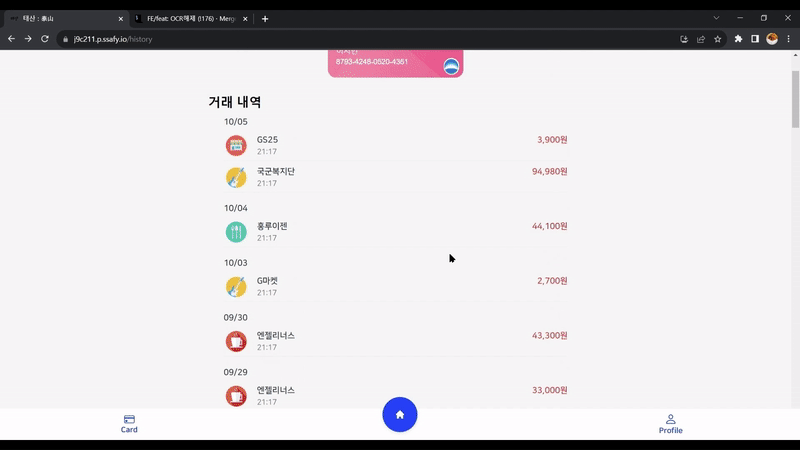 태산 : 泰山
FE/feat: OCR예제 (!176) · Merg
j9c211.p.ssafy.io/history
8793-4248-0520-4361
거래 내역
10/05
GS25
3,900원
21:17
국군복지단
94,980원
21:17
10/04
홍루이젠
44,100원
21:17
10/03
G마켓
2,700원
21:17
09/30
엔젤리너스
43,300원
21:17
09/29
엔젤리너스
33,000원
21:17
Card
Profile